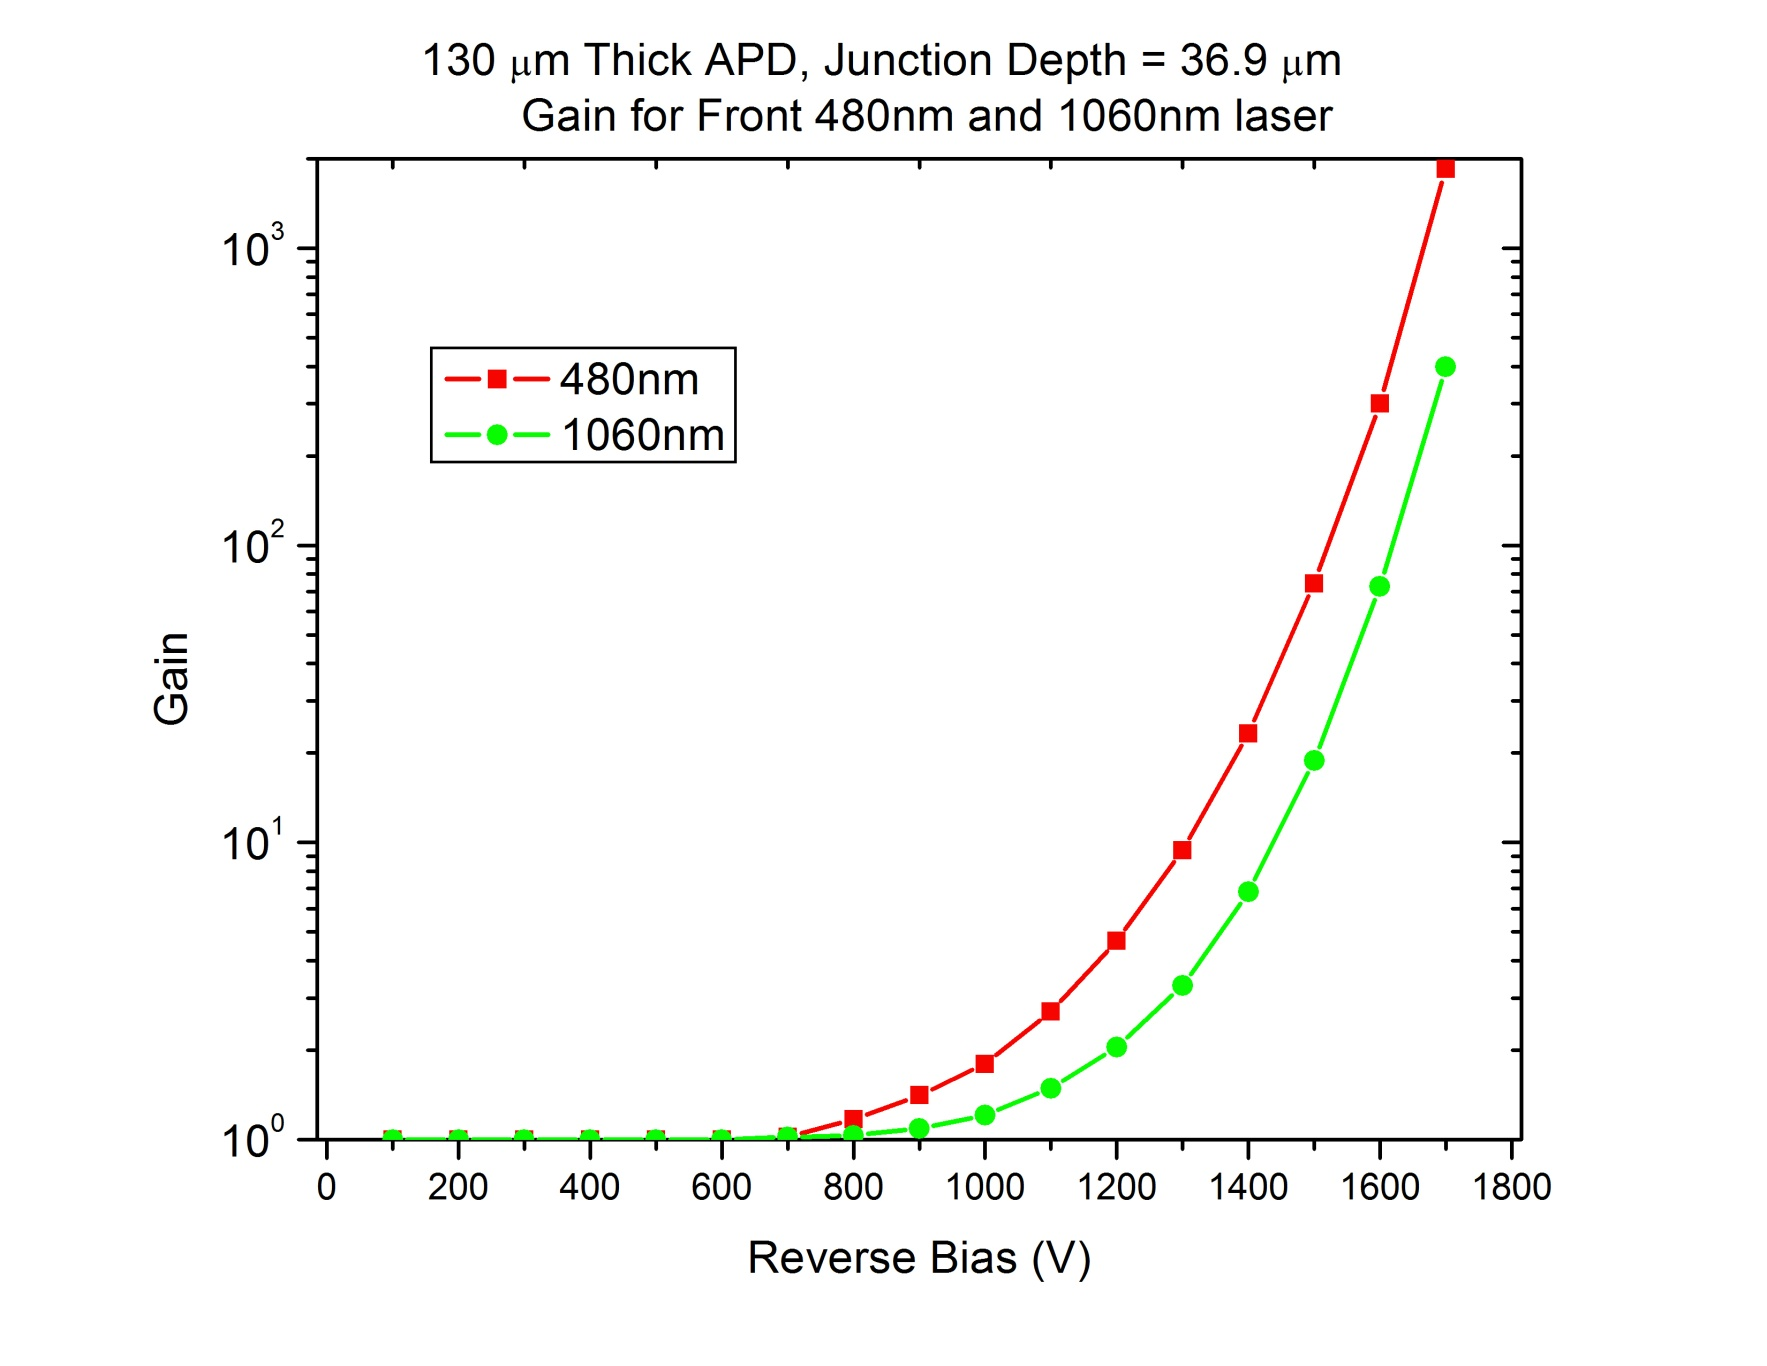 130 μm Thick APD, Junction Depth = 36.9 μm
Gain for Front 480nm and 1060nm laser
10³
480nm
1060nm
10²
Gain
10¹
10⁰
0 200 400 600 800 1000 1200 1400 1600 1800
Reverse Bias (V)